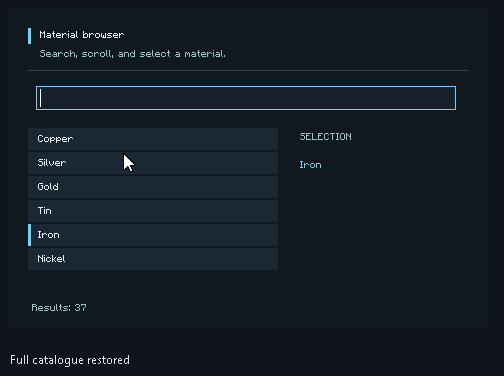 Material browser
Search, scroll, and select a material.
Copper
Silver
Gold
Tin
Iron
Nickel
SELECTION
Iron
Results: 37
Full catalogue restored